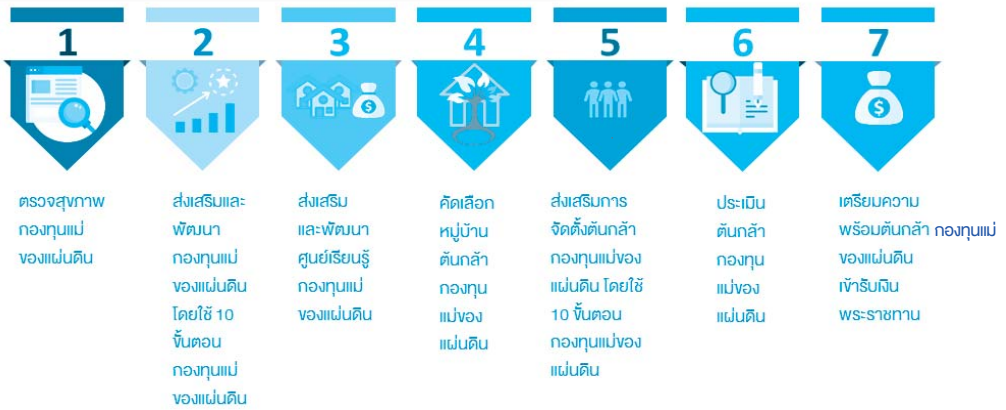 1
2
3
4
5
6
7
ตรวจสุขภาพ
กองทุนแม่
ของแผ่นดิน
ส่งเสริมและ
พัฒนา
กองทุนแม่
ของแผ่นดิน
โดยใช้ 10
ขั้นตอน
กองทุนแม่
ของแผ่นดิน
ส่งเสริม
และพัฒนา
ศูนย์เรียนรู้
กองทุนแม่
ของแผ่นดิน
คัดเลือก
หมู่บ้าน
ต้นกล้า
กองทุน
แม่ของ
แผ่นดิน
ส่งเสริมการ
จัดตั้งต้นกล้า
กองทุนแม่ของ
แผ่นดิน โดยใช้
10 ขั้นตอน
กองทุนแม่ของ
แผ่นดิน
ประเมิน
ต้นกล้า
กองทุน
แม่ของ
แผ่นดิน
เตรียมความ
พร้อมต้นกล้า กองทุนแม่
ของแผ่นดิน
เข้ารับเงิน
พระราชทาน